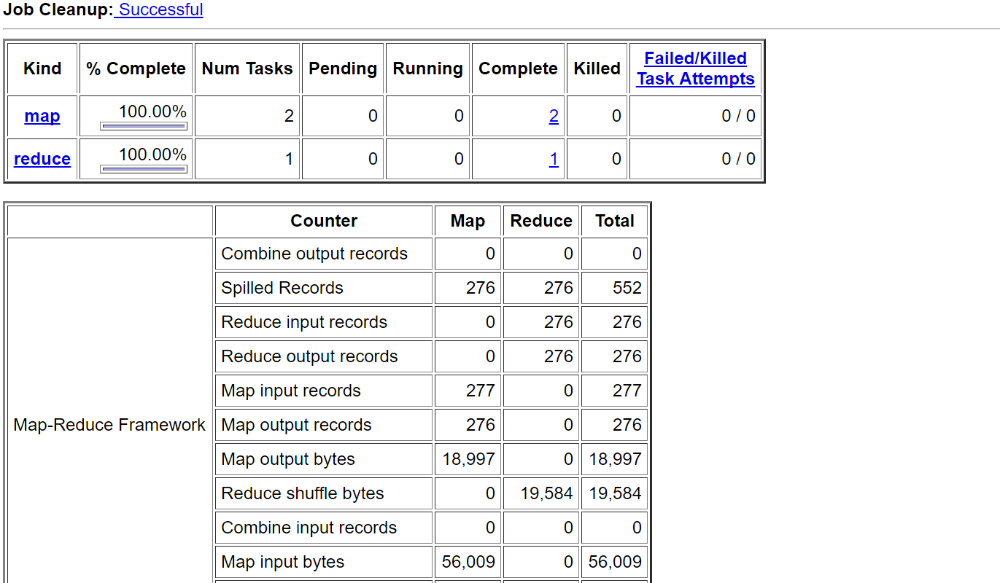 Job Cleanup: Successful
Kind % Complete Num Tasks Pending Running Complete Killed Failed/Killed
Task Attempts
map 100.00% 2 0 0 2 0 0 / 0
reduce 100.00% 1 0 0 1 0 0 / 0
Counter Map Reduce Total
Combine output records 0 0 0
Spilled Records 276 276 552
Reduce input records 0 276 276
Reduce output records 0 276 276
Map input records 277 0 277
Map-Reduce Framework Map output records 276 0 276
Map output bytes 18,997 0 18,997
Reduce shuffle bytes 0 19,584 19,584
Combine input records 0 0 0
Map input bytes 56,009 0 56,009